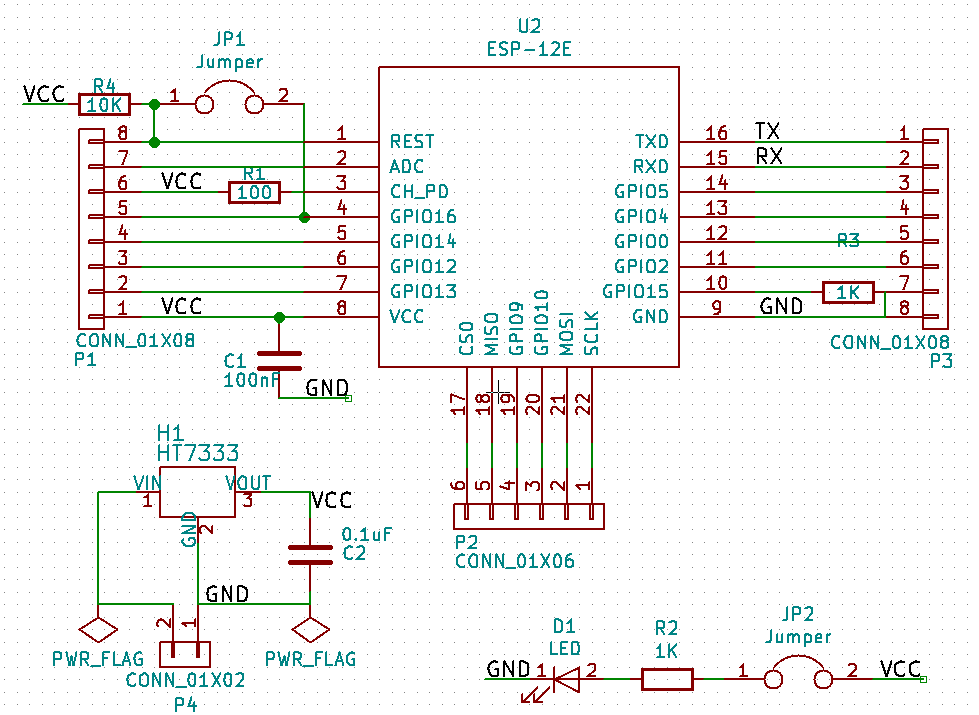 U2
ESP-12E
JP1
Jumper
VCC R4 1 2
10K
8 1 REST TXD 16 TX 1
7 2 ADC RXD 15 RX 2
6 VCC R1 3 CH_PD GPIO5 14 3
100
5 4 GPIO16 GPIO4 13 4
4 5 GPIO14 GPIO0 12 R3 5
3 6 GPIO12 GPIO2 11 6
2 7 GPIO13 GPIO15 10 1K 7
1 VCC 8 VCC GND 9 GND 8
CSO MISO GPIO9 GPIO10 MOSI SCLK
CONN_01X08 CONN_01X08
P1 P3
C1
100nF
GND
17 18 19 20 21 22
6 5 4 3 2 1
P2
CONN_01X06
H1
HT7333
VIN VOUT
1 3 VCC
GND 2
0.1uF
C2
GND
2 1
PWR_FLAG PWR_FLAG
CONN_01X02
P4
D1 R2 JP2
LED 1K Jumper
GND 1 2 1 2 VCC